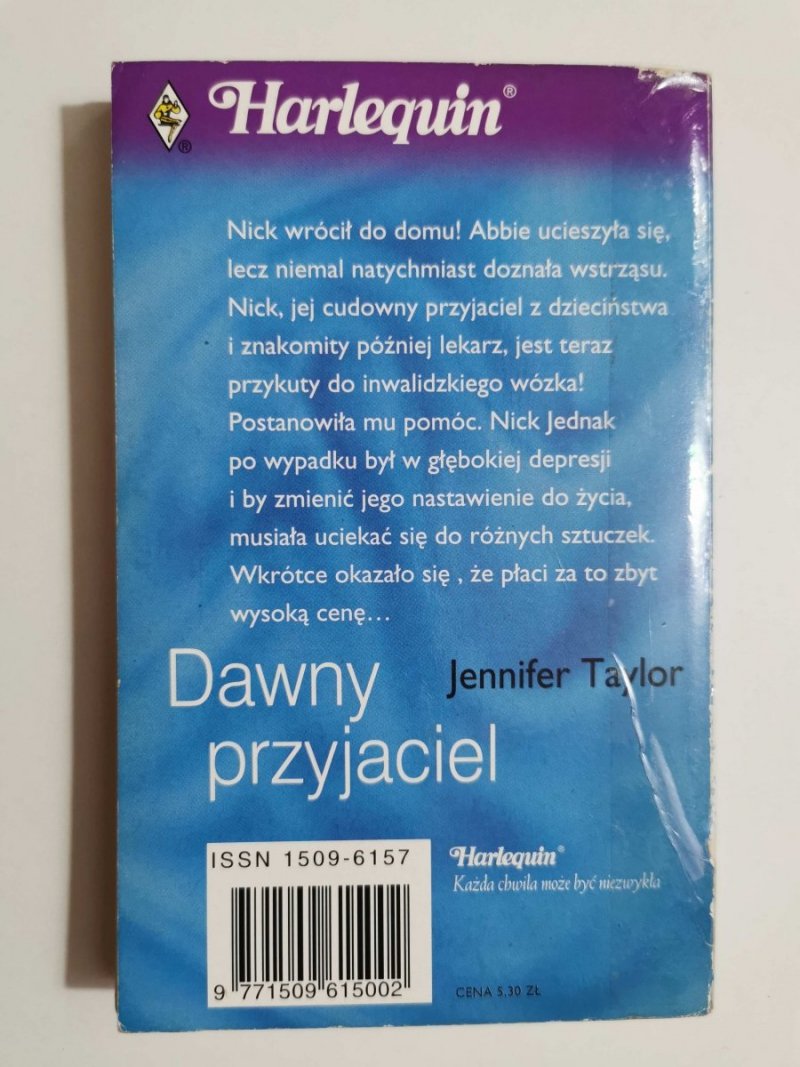 Harlequin®
®
Nick wrócił do domu! Abbie ucieszyła się,
lecz niemal natychmiast doznała wstrząsu.
Nick, jej cudowny przyjaciel z dzieciństwa
i znakomity później lekarz, jest teraz
przykuty do inwalidzkiego wózka!
Postanowiła mu pomóc. Nick Jednak
po wypadku był w głębokiej depresji
i by zmienić jego nastawienie do życia,
musiała uciekać się do różnych sztuczek.
Wkrótce okazało się , że płaci za to zbyt
wysoką cenę...
Jennifer Taylor
Dawny
przyjaciel
ISSN 1509-6157
9 771509 615002
Harlequin®
Każda chwila może być niezwykła
CENA 5,30 ZŁ